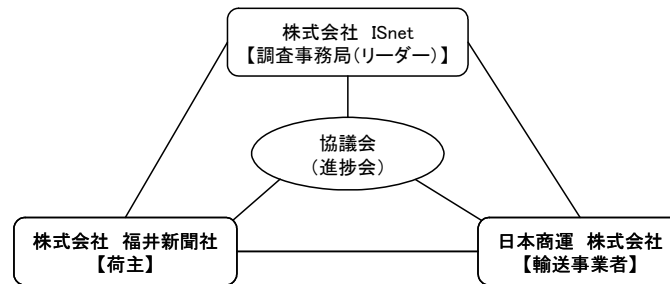 株式会社 ISnet
【調査事務局(リーダー)】
協議会
(進捗会)
株式会社 福井新聞社
【荷主】
日本商運 株式会社
【輸送事業者】